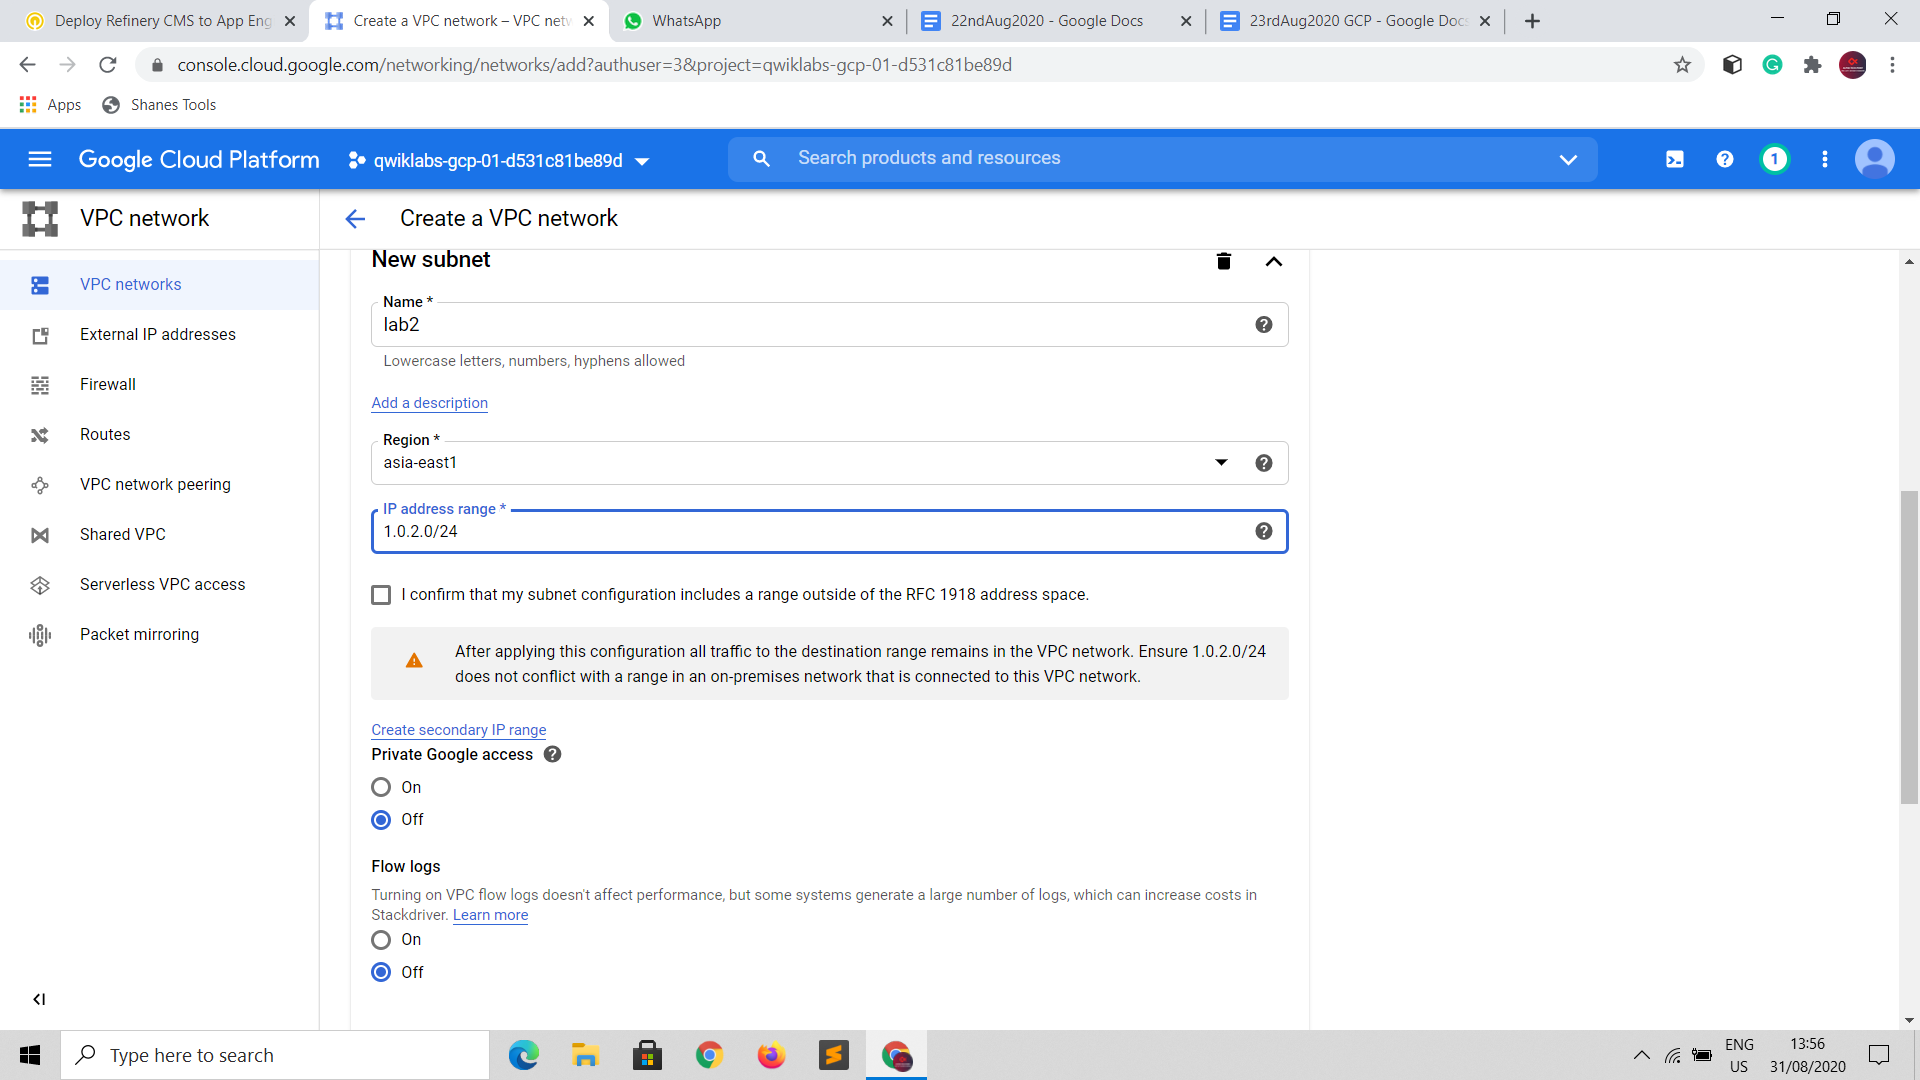 Deploy Refinery CMS to App Eng
Create a VPC network – VPC netw
WhatsApp
22ndAug2020 - Google Docs
23rdAug2020 GCP - Google Docs
console.cloud.google.com/networking/networks/add?authuser=3&project=qwiklabs-gcp-01-d531c81be89d
Apps
Shanes Tools
Google Cloud Platform
qwiklabs-gcp-01-d531c81be89d
Search products and resources
1
VPC network
Create a VPC network
VPC networks
External IP addresses
Firewall
Routes
VPC network peering
Shared VPC
Serverless VPC access
Packet mirroring
New subnet
Name *
lab2
Lowercase letters, numbers, hyphens allowed
Add a description
Region *
asia-east1
IP address range *
1.0.2.0/24
I confirm that my subnet configuration includes a range outside of the RFC 1918 address space.
After applying this configuration all traffic to the destination range remains in the VPC network. Ensure 1.0.2.0/24
does not conflict with a range in an on-premises network that is connected to this VPC network.
Create secondary IP range
Private Google access
On
Off
Flow logs
Turning on VPC flow logs doesn't affect performance, but some systems generate a large number of logs, which can increase costs in
Stackdriver. Learn more
On
Off
Type here to search
ENG
US
13:56
31/08/2020